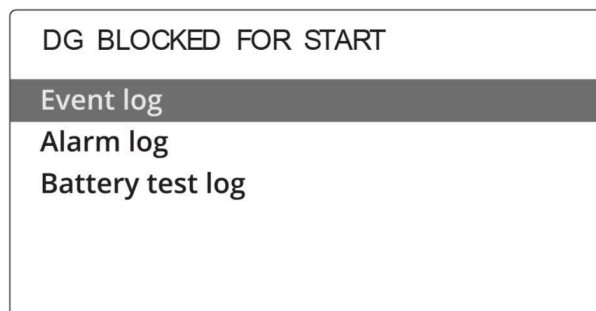 DG BLOCKED FOR START
Event log
Alarm log
Battery test log